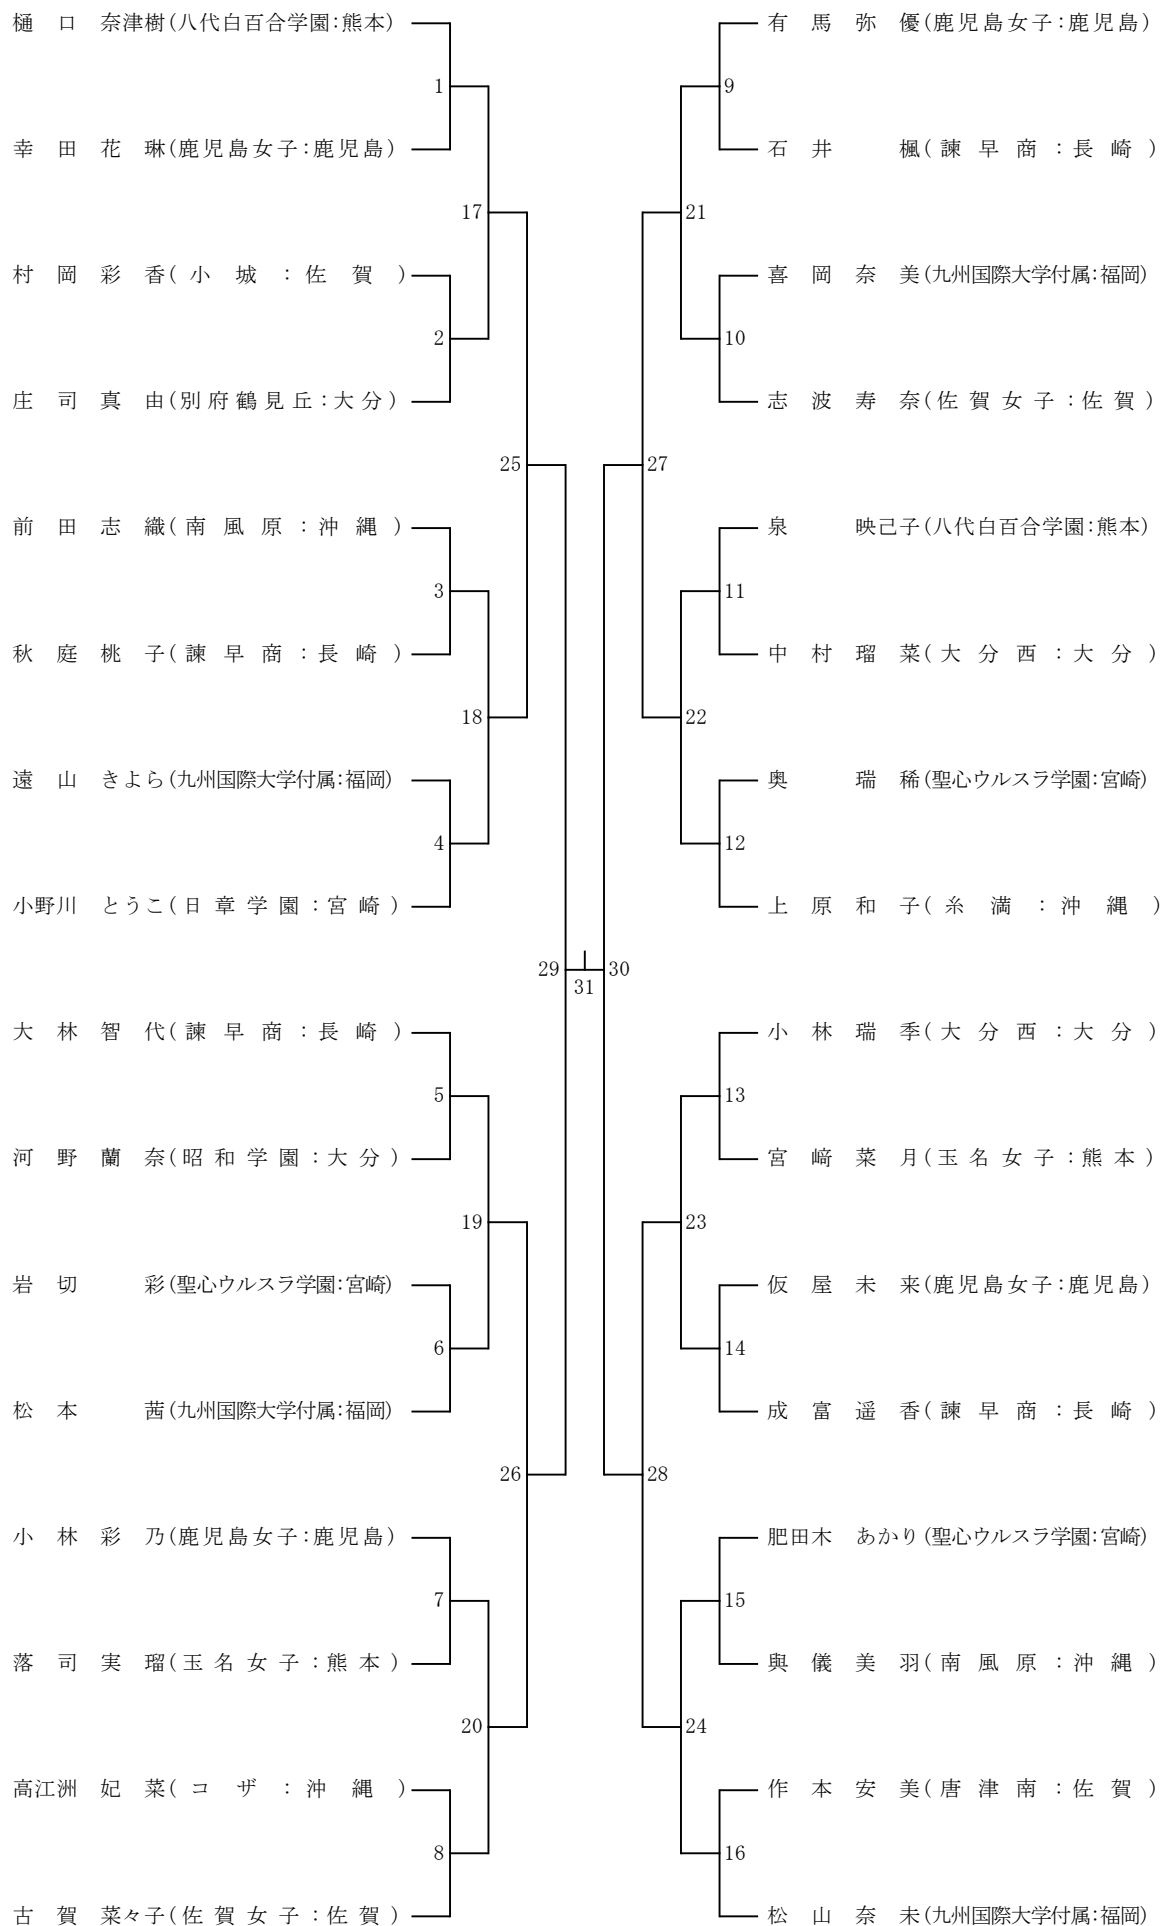 樋口 奈津樹(八代白百合学園:熊本)
1
幸田 花琳(鹿児島女子:鹿児島)
17
村岡彩香(小城:佐賀)
2
庄司真由(別府鶴見丘:大分)
25
前田志織(南風原:沖縄)
3
秋庭桃子(諫早商:長崎)
18
遠山 きよら(九州国際大学付属:福岡)
4
小野川 とうこ(日章学園:宮崎)
29
31
大林智代(諫早商:長崎)
5
河野蘭奈(昭和学園:大分)
19
岩切 彩(聖心ウルスラ学園:宮崎)
6
松本 茜(九州国際大学付属:福岡)
26
小林彩乃(鹿児島女子:鹿児島)
7
落司実瑠(玉名女子:熊本)
20
高江洲 妃菜(コザ:沖縄)
8
古賀 菜々子(佐賀女子:佐賀)
有馬弥優(鹿児島女子:鹿児島)
9
石井 楓(諫早商:長崎)
21
喜岡奈美(九州国際大学付属:福岡)
10
志波寿奈(佐賀女子:佐賀)
27
泉 映己子(八代白百合学園:熊本)
11
中村瑠菜(大分西:大分)
22
奥 瑞稀(聖心ウルスラ学園:宮崎)
12
上原和子(糸満:沖縄)
30
小林瑞季(大分西:大分)
13
宮﨑菜月(玉名女子:熊本)
23
仮屋未来(鹿児島女子:鹿児島)
14
成富遥香(諫早商:長崎)
28
肥田木 あかり(聖心ウルスラ学園:宮崎)
15
與儀美羽(南風原:沖縄)
24
作本安美(唐津南:佐賀)
16
松山奈未(九州国際大学付属:福岡)